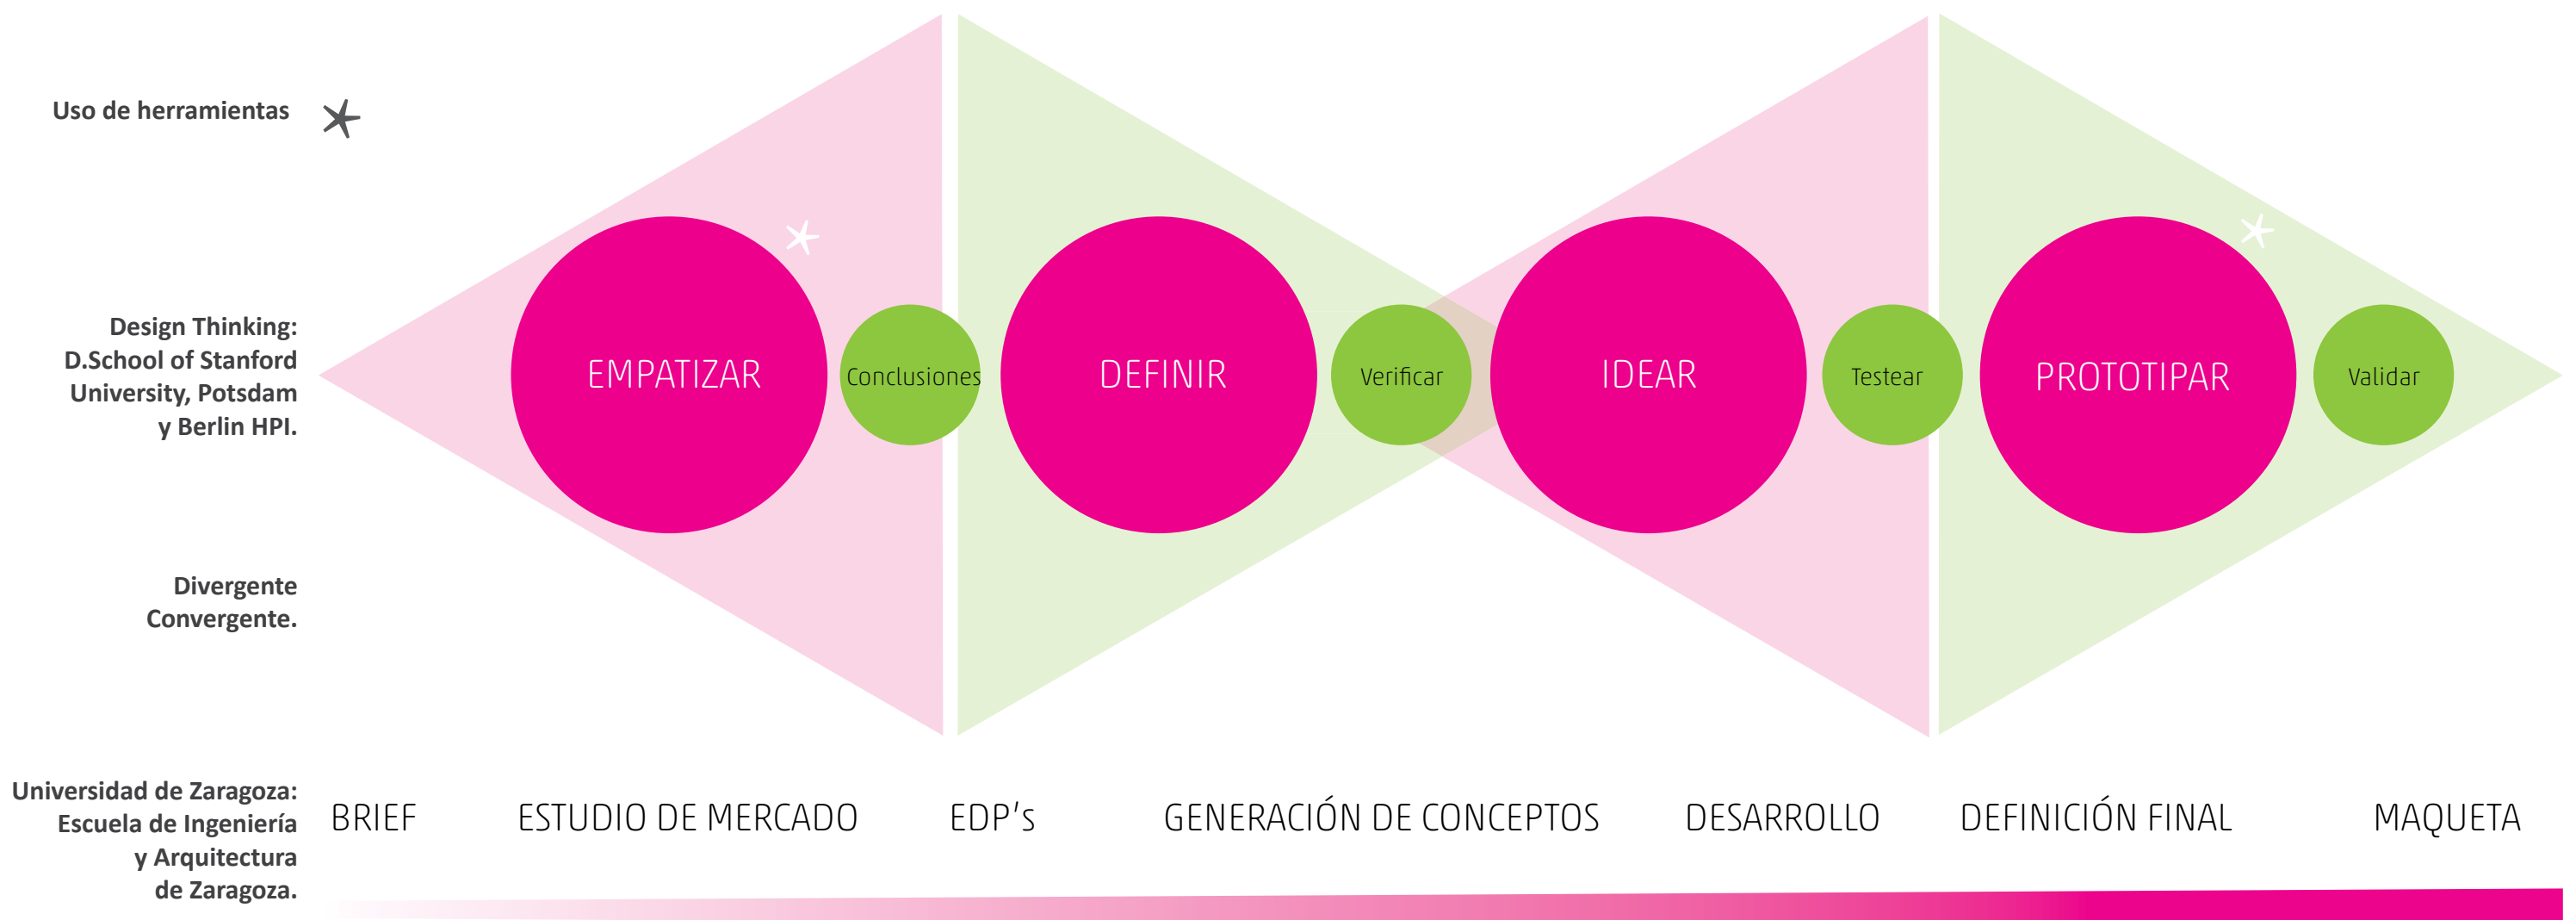 Uso de herramientas
Design Thinking:
D.School of Stanford
University, Potsdam
y Berlin HPI.
EMPATIZAR
Conclusiones
DEFINIR
Verificar
IDEAR
Testear
PROTOTIPAR
Validar
Divergente
Convergente.
Universidad de Zaragoza:
Escuela de Ingeniería
y Arquitectura
de Zaragoza.
BRIEF
ESTUDIO DE MERCADO
EDP's
GENERACIÓN DE CONCEPTOS
DESARROLLO
DEFINICIÓN FINAL
MAQUETA